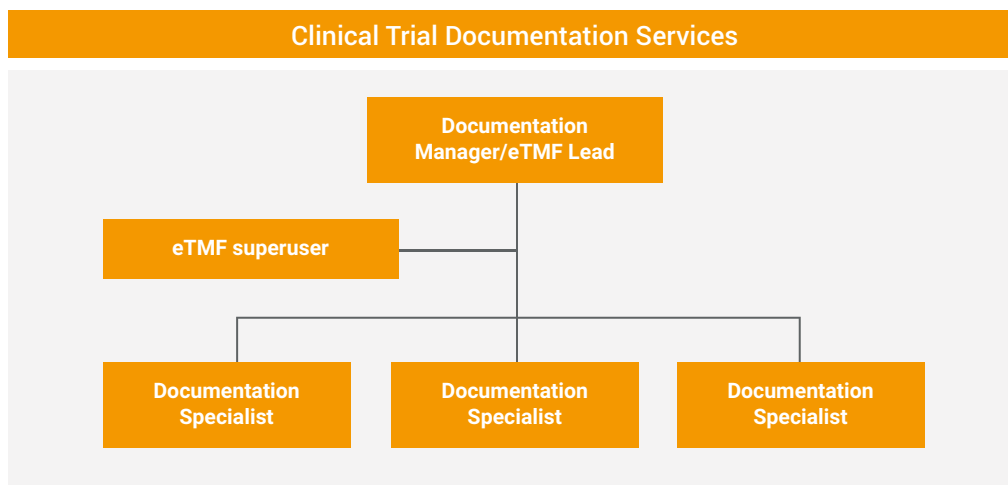 Clinical Trial Documentation Services
Documentation
Manager/eTMF Lead
eTMF superuser
Documentation
Specialist
Documentation
Specialist
Documentation
Specialist